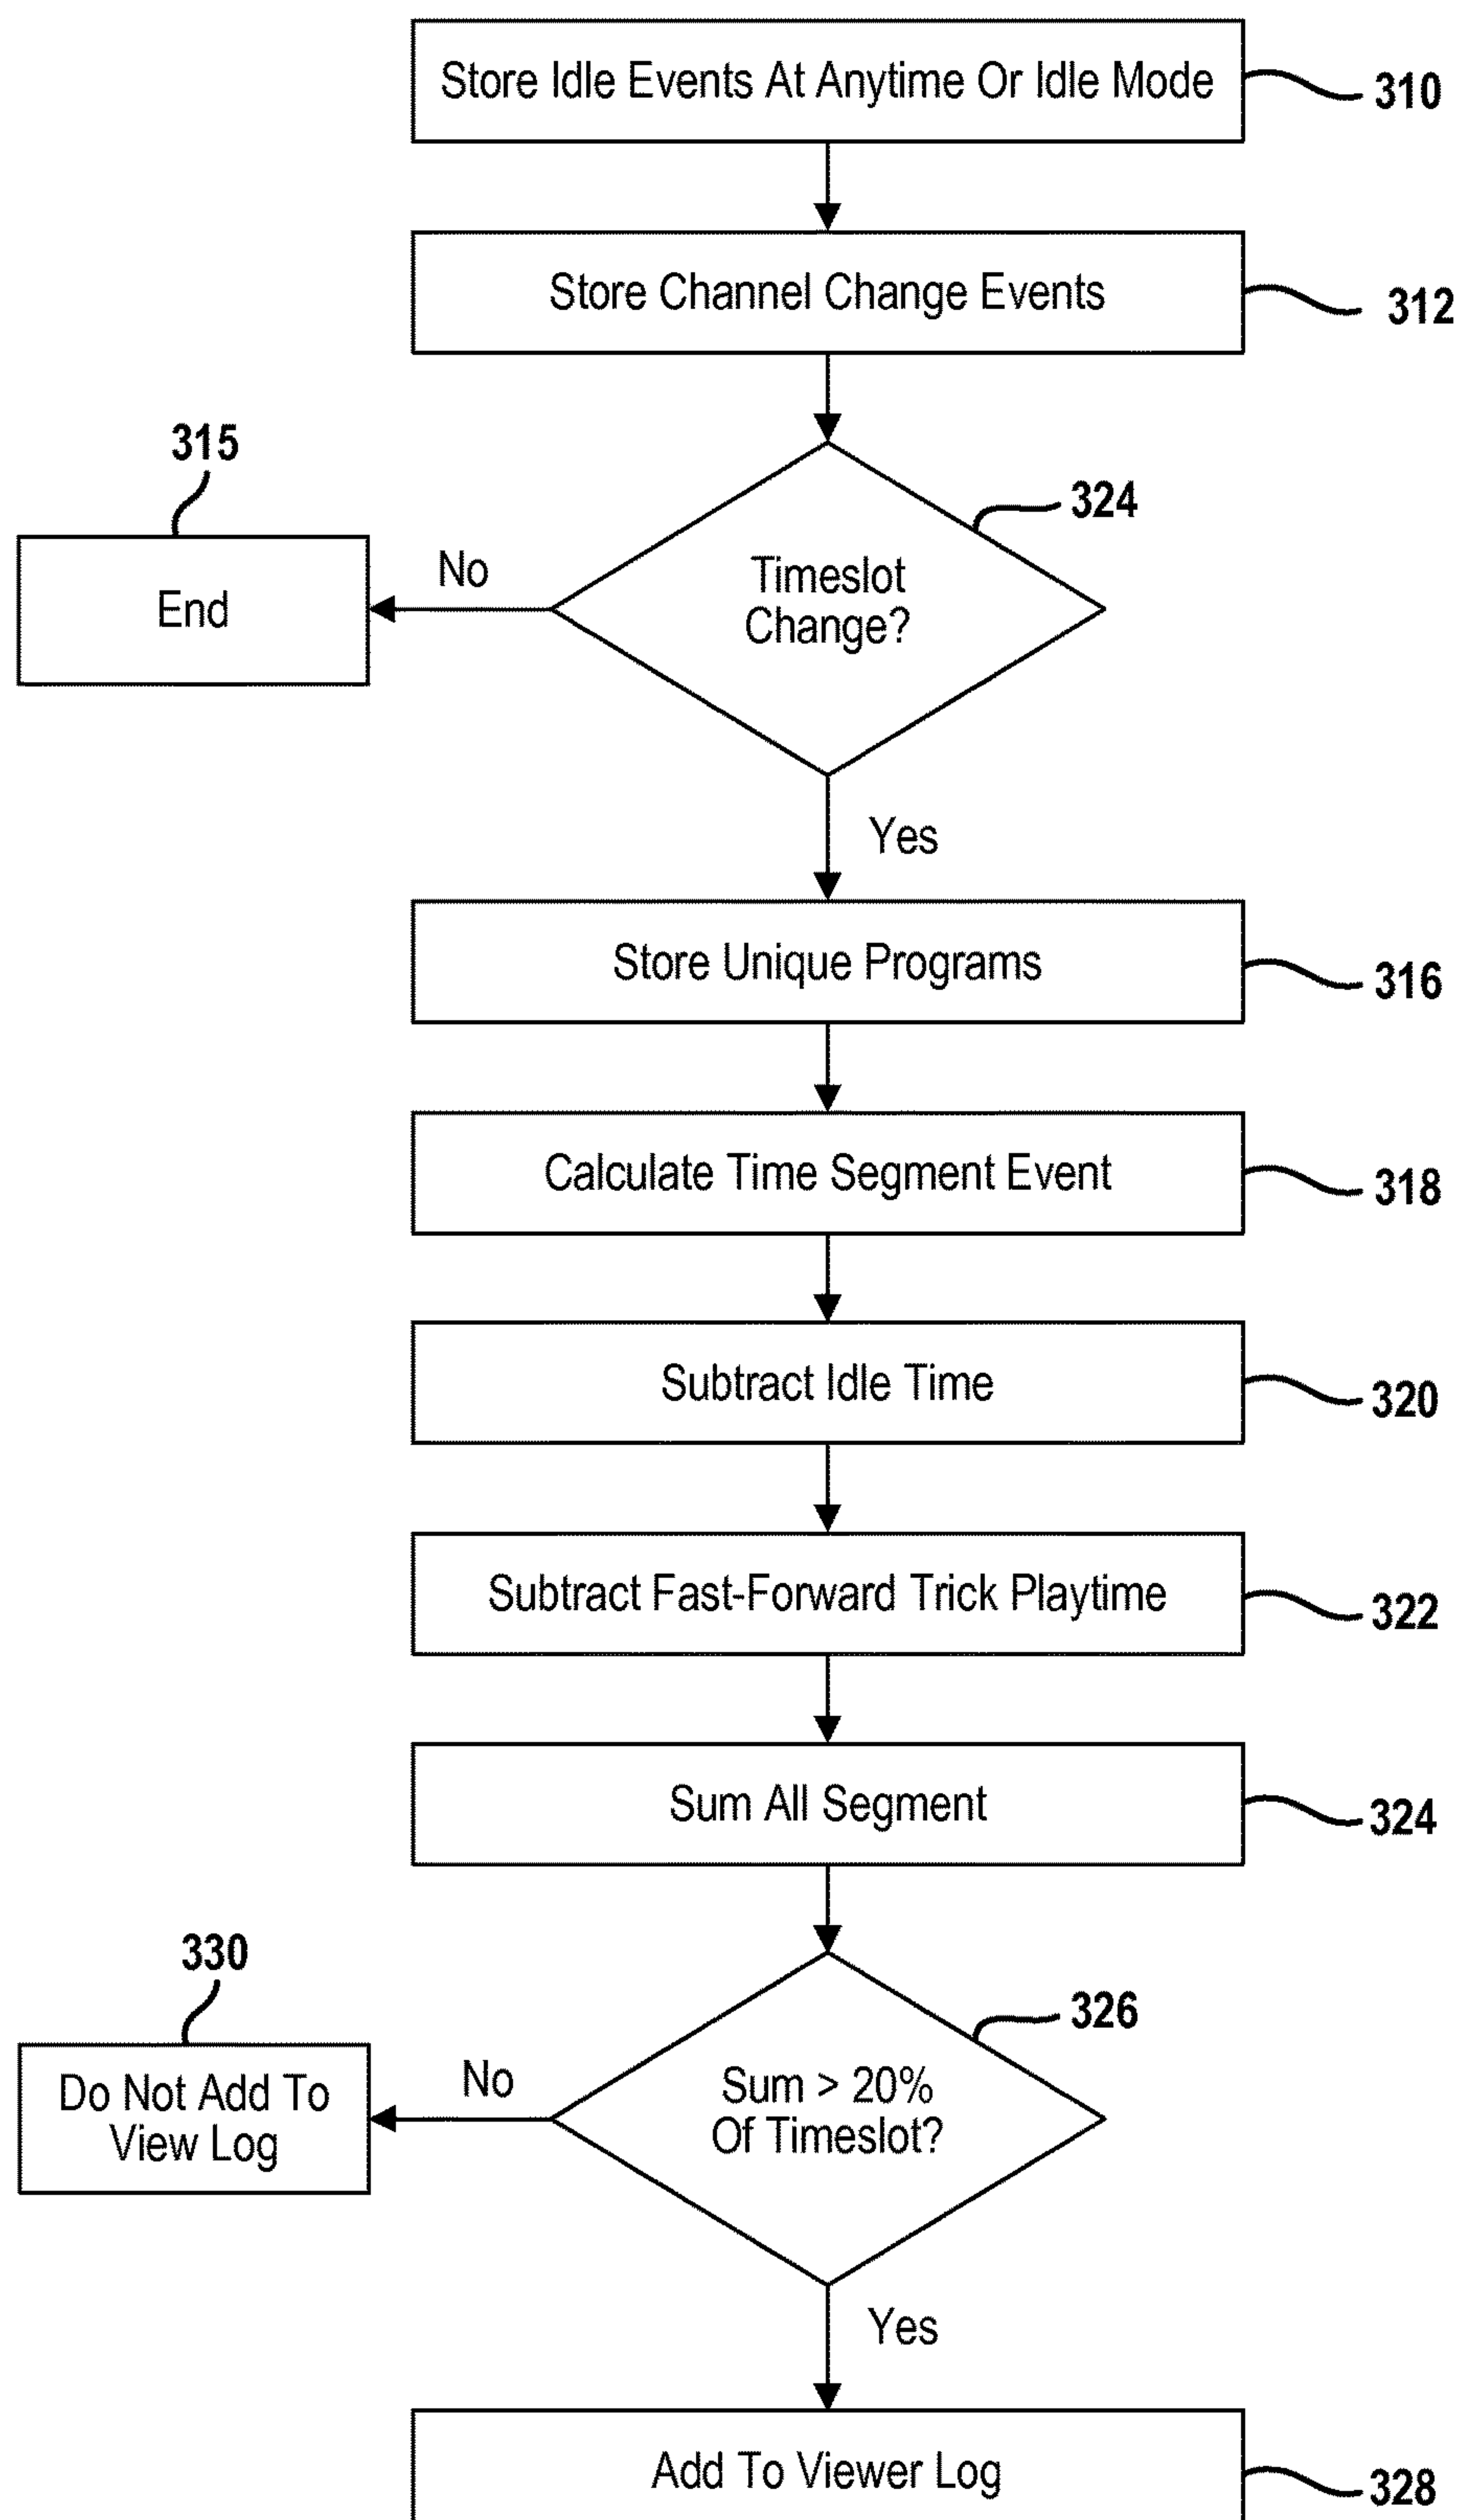 Store Idle Events At Anytime Or Idle Mode
310
Store Channel Change Events
312
315
324
End
No
Timeslot
Change?
Yes
Store Unique Programs
316
Calculate Time Segment Event
318
Subtract Idle Time
320
Subtract Fast-Forward Trick Playtime
322
Sum All Segment
324
330
326
Do Not Add To
View Log
No
Sum > 20%
Of Timeslot?
Yes
Add To Viewer Log
328